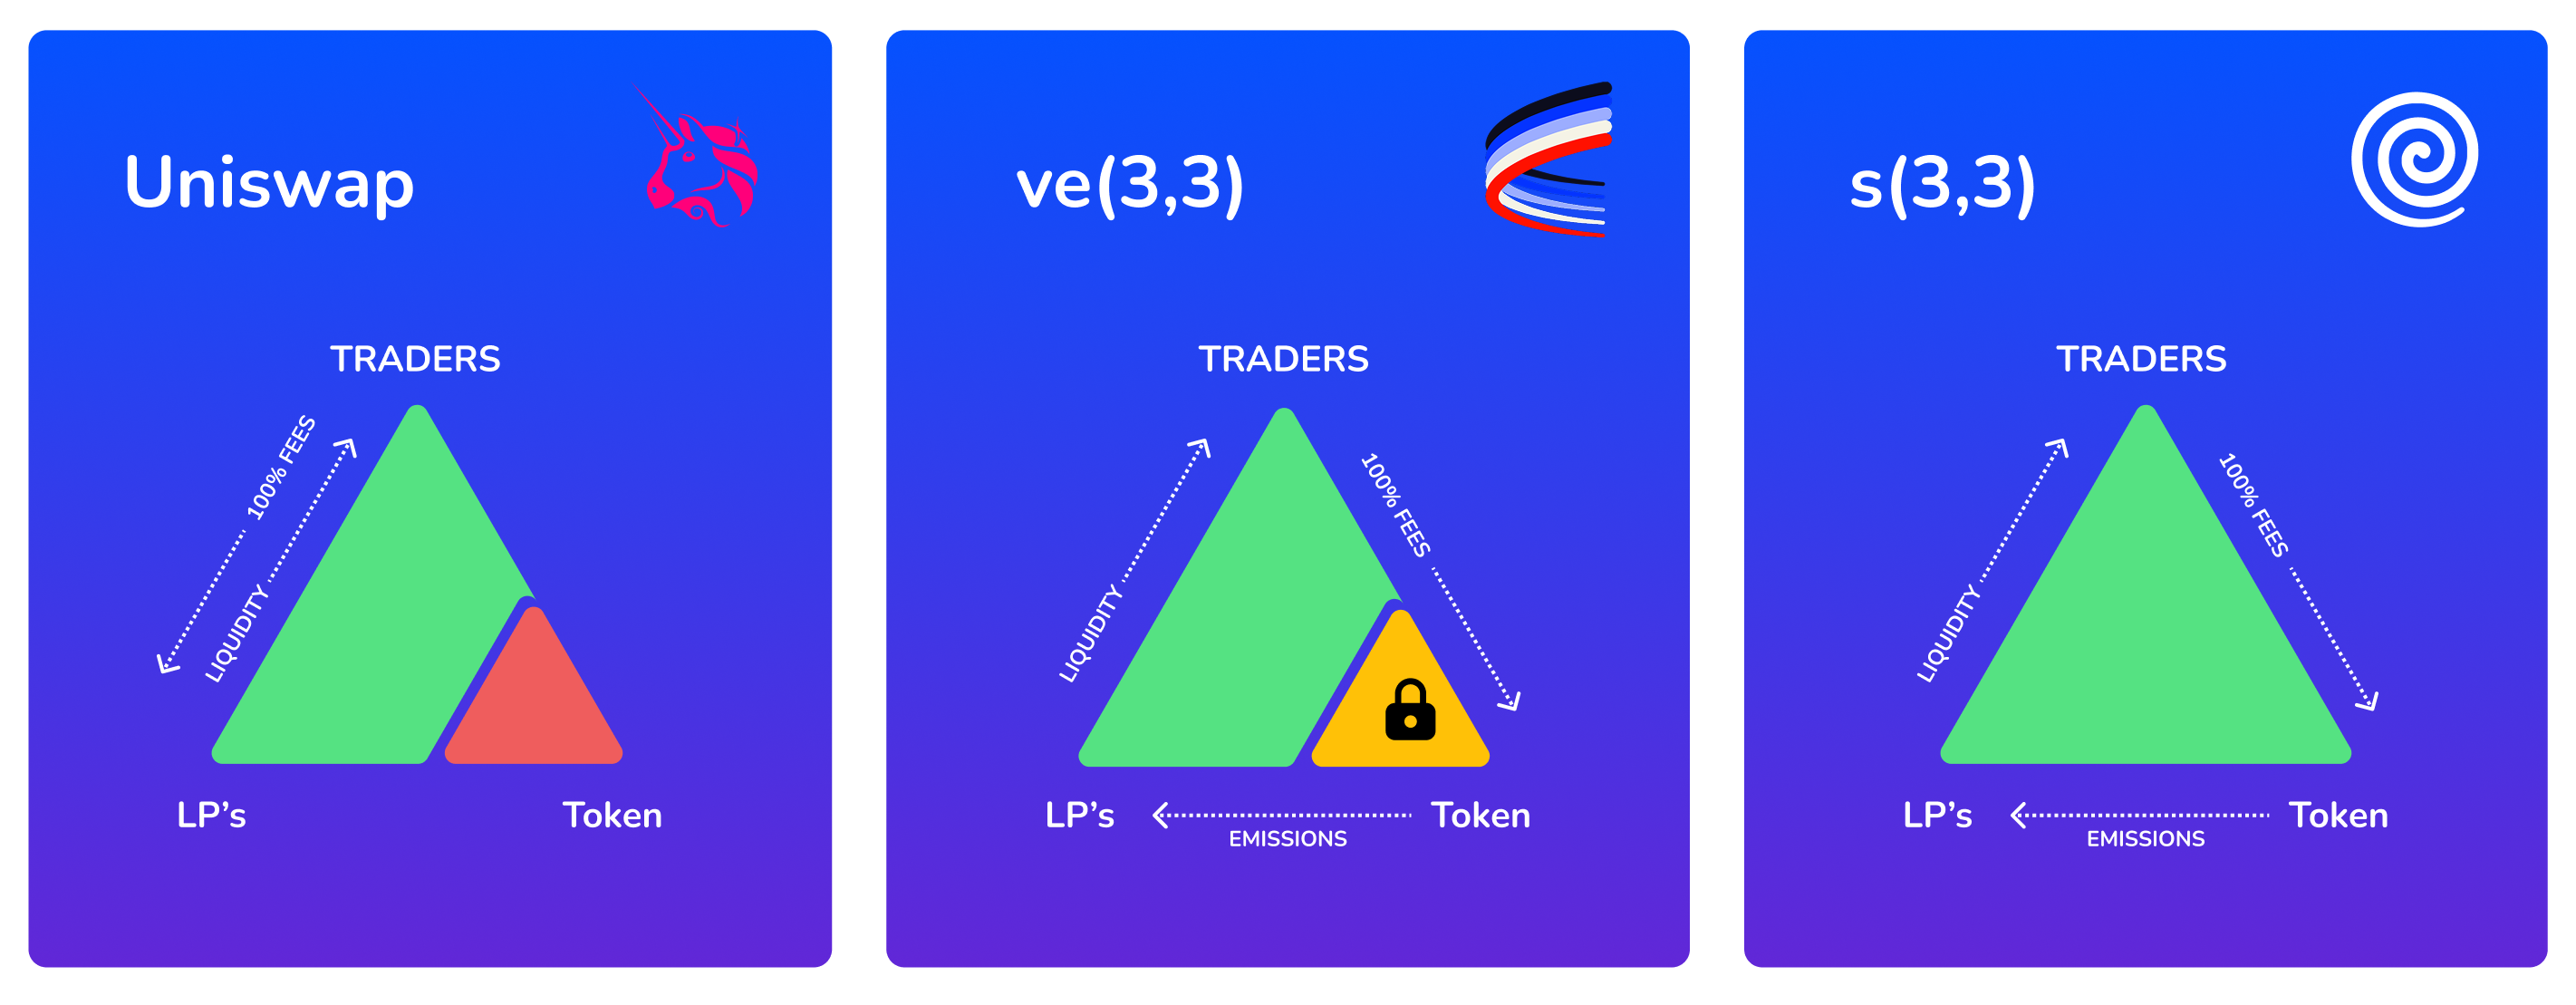 Uniswap
TRADERS
100% FEES
LIQUIDITY
LP’s
Token
ve(3,3)
TRADERS
LIQUIDITY
100% FEES
LP’s
Token
EMISSIONS
s(3,3)
TRADERS
LIQUIDITY
100% FEES
LP’s
Token
EMISSIONS